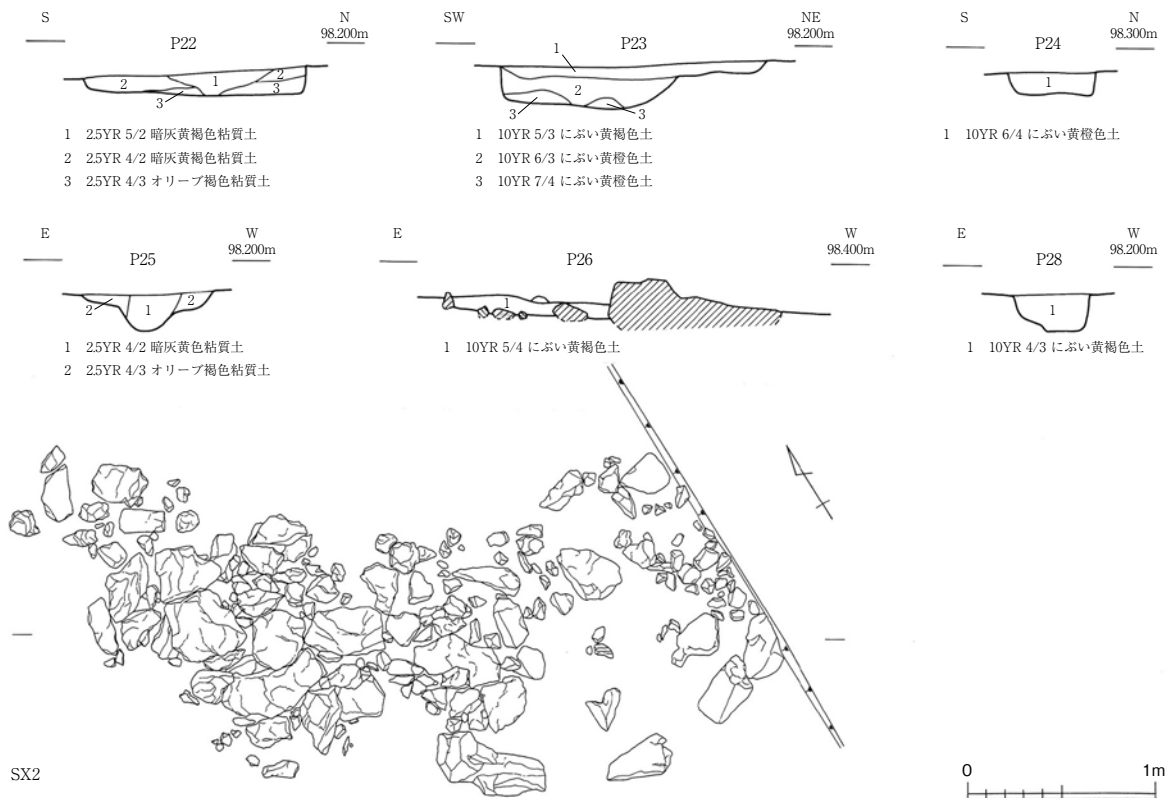 S N
98.200m
P22
1
2
2
3
3
1 2.5YR 5/2 暗灰黄褐色粘質土
2 2.5YR 4/2 暗灰黄褐色粘質土
3 2.5YR 4/3 オリーブ褐色粘質土
SW NE
98.200m
P23
1
2
3
3
1 10YR 5/3 にぶい黄褐色土
2 10YR 6/3 にぶい黄橙色土
3 10YR 7/4 にぶい黄橙色土
S N
98.300m
P24
1
1 10YR 6/4 にぶい黄橙色土
E W
98.200m
P25
2
1
2
1 2.5YR 4/2 暗灰黄色粘質土
2 2.5YR 4/3 オリーブ褐色粘質土
E W
98.400m
P26
1
1 10YR 5/4 にぶい黄褐色土
E W
98.200m
P28
1
1 10YR 4/3 にぶい黄褐色土
SX2
0 1m